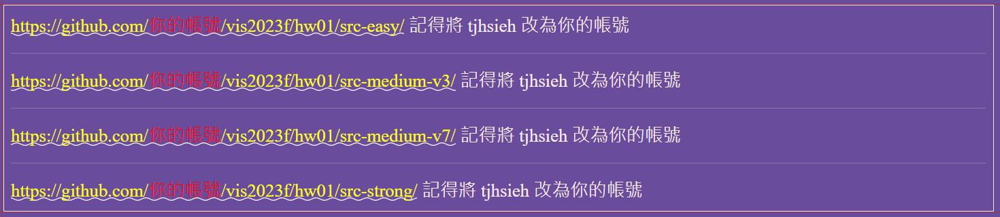 https://github.com/你的帳號/vis2023f/hw01/src-easy/ 記得將 tjhsieh 改為你的帳號
https://github.com/你的帳號/vis2023f/hw01/src-medium-v3/ 記得將 tjhsieh 改為你的帳號
https://github.com/你的帳號/vis2023f/hw01/src-medium-v7/ 記得將 tjhsieh 改為你的帳號
https://github.com/你的帳號/vis2023f/hw01/src-strong/ 記得將 tjhsieh 改為你的帳號